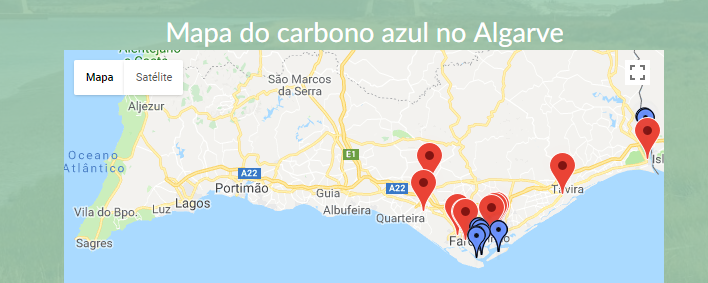 Mapa do carbono azul no Algarve
Mapa
Satélite
São Marcos
da Serra
Aljezur
Oceano
Atlântico
E1
A22
A22
Portimão
Guia
Tavira
Lagos
Albufeira
Vila do Bpo.
Luz
Quarteira
Sagres